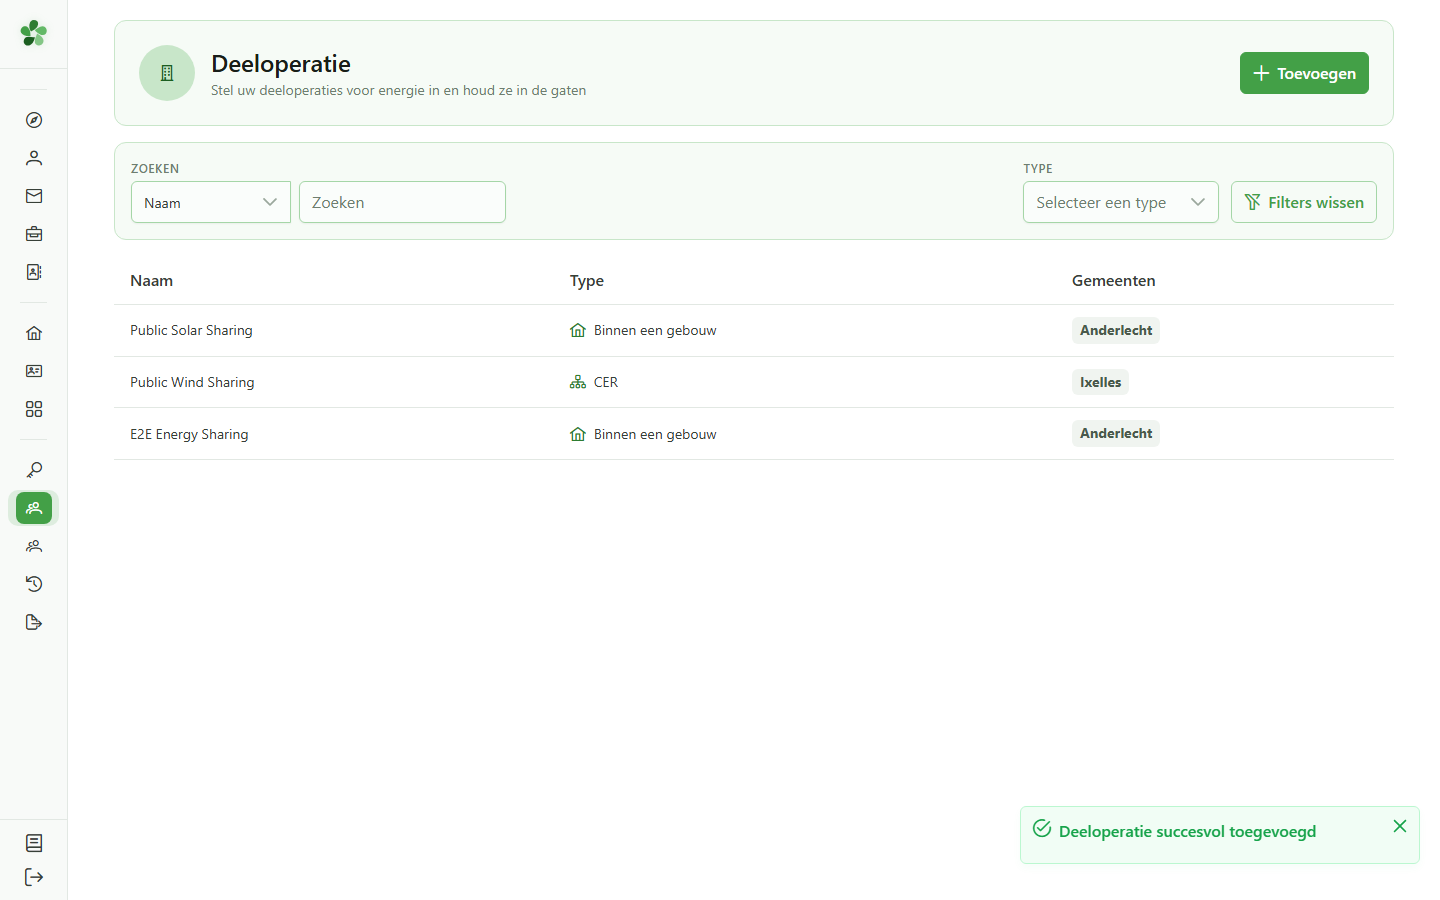 Deeloperatie
Stel uw deeloperaties voor energie in en houd ze in de gaten
Toevoegen
ZOEKEN
TYPE
Naam
Zoeken
Selecteer een type
Filters wissen
Naam Type Gemeenten
Public Solar Sharing Binnen een gebouw Anderlecht
Public Wind Sharing CER Ixelles
E2E Energy Sharing Binnen een gebouw Anderlecht
Deeloperatie succesvol toegevoegd